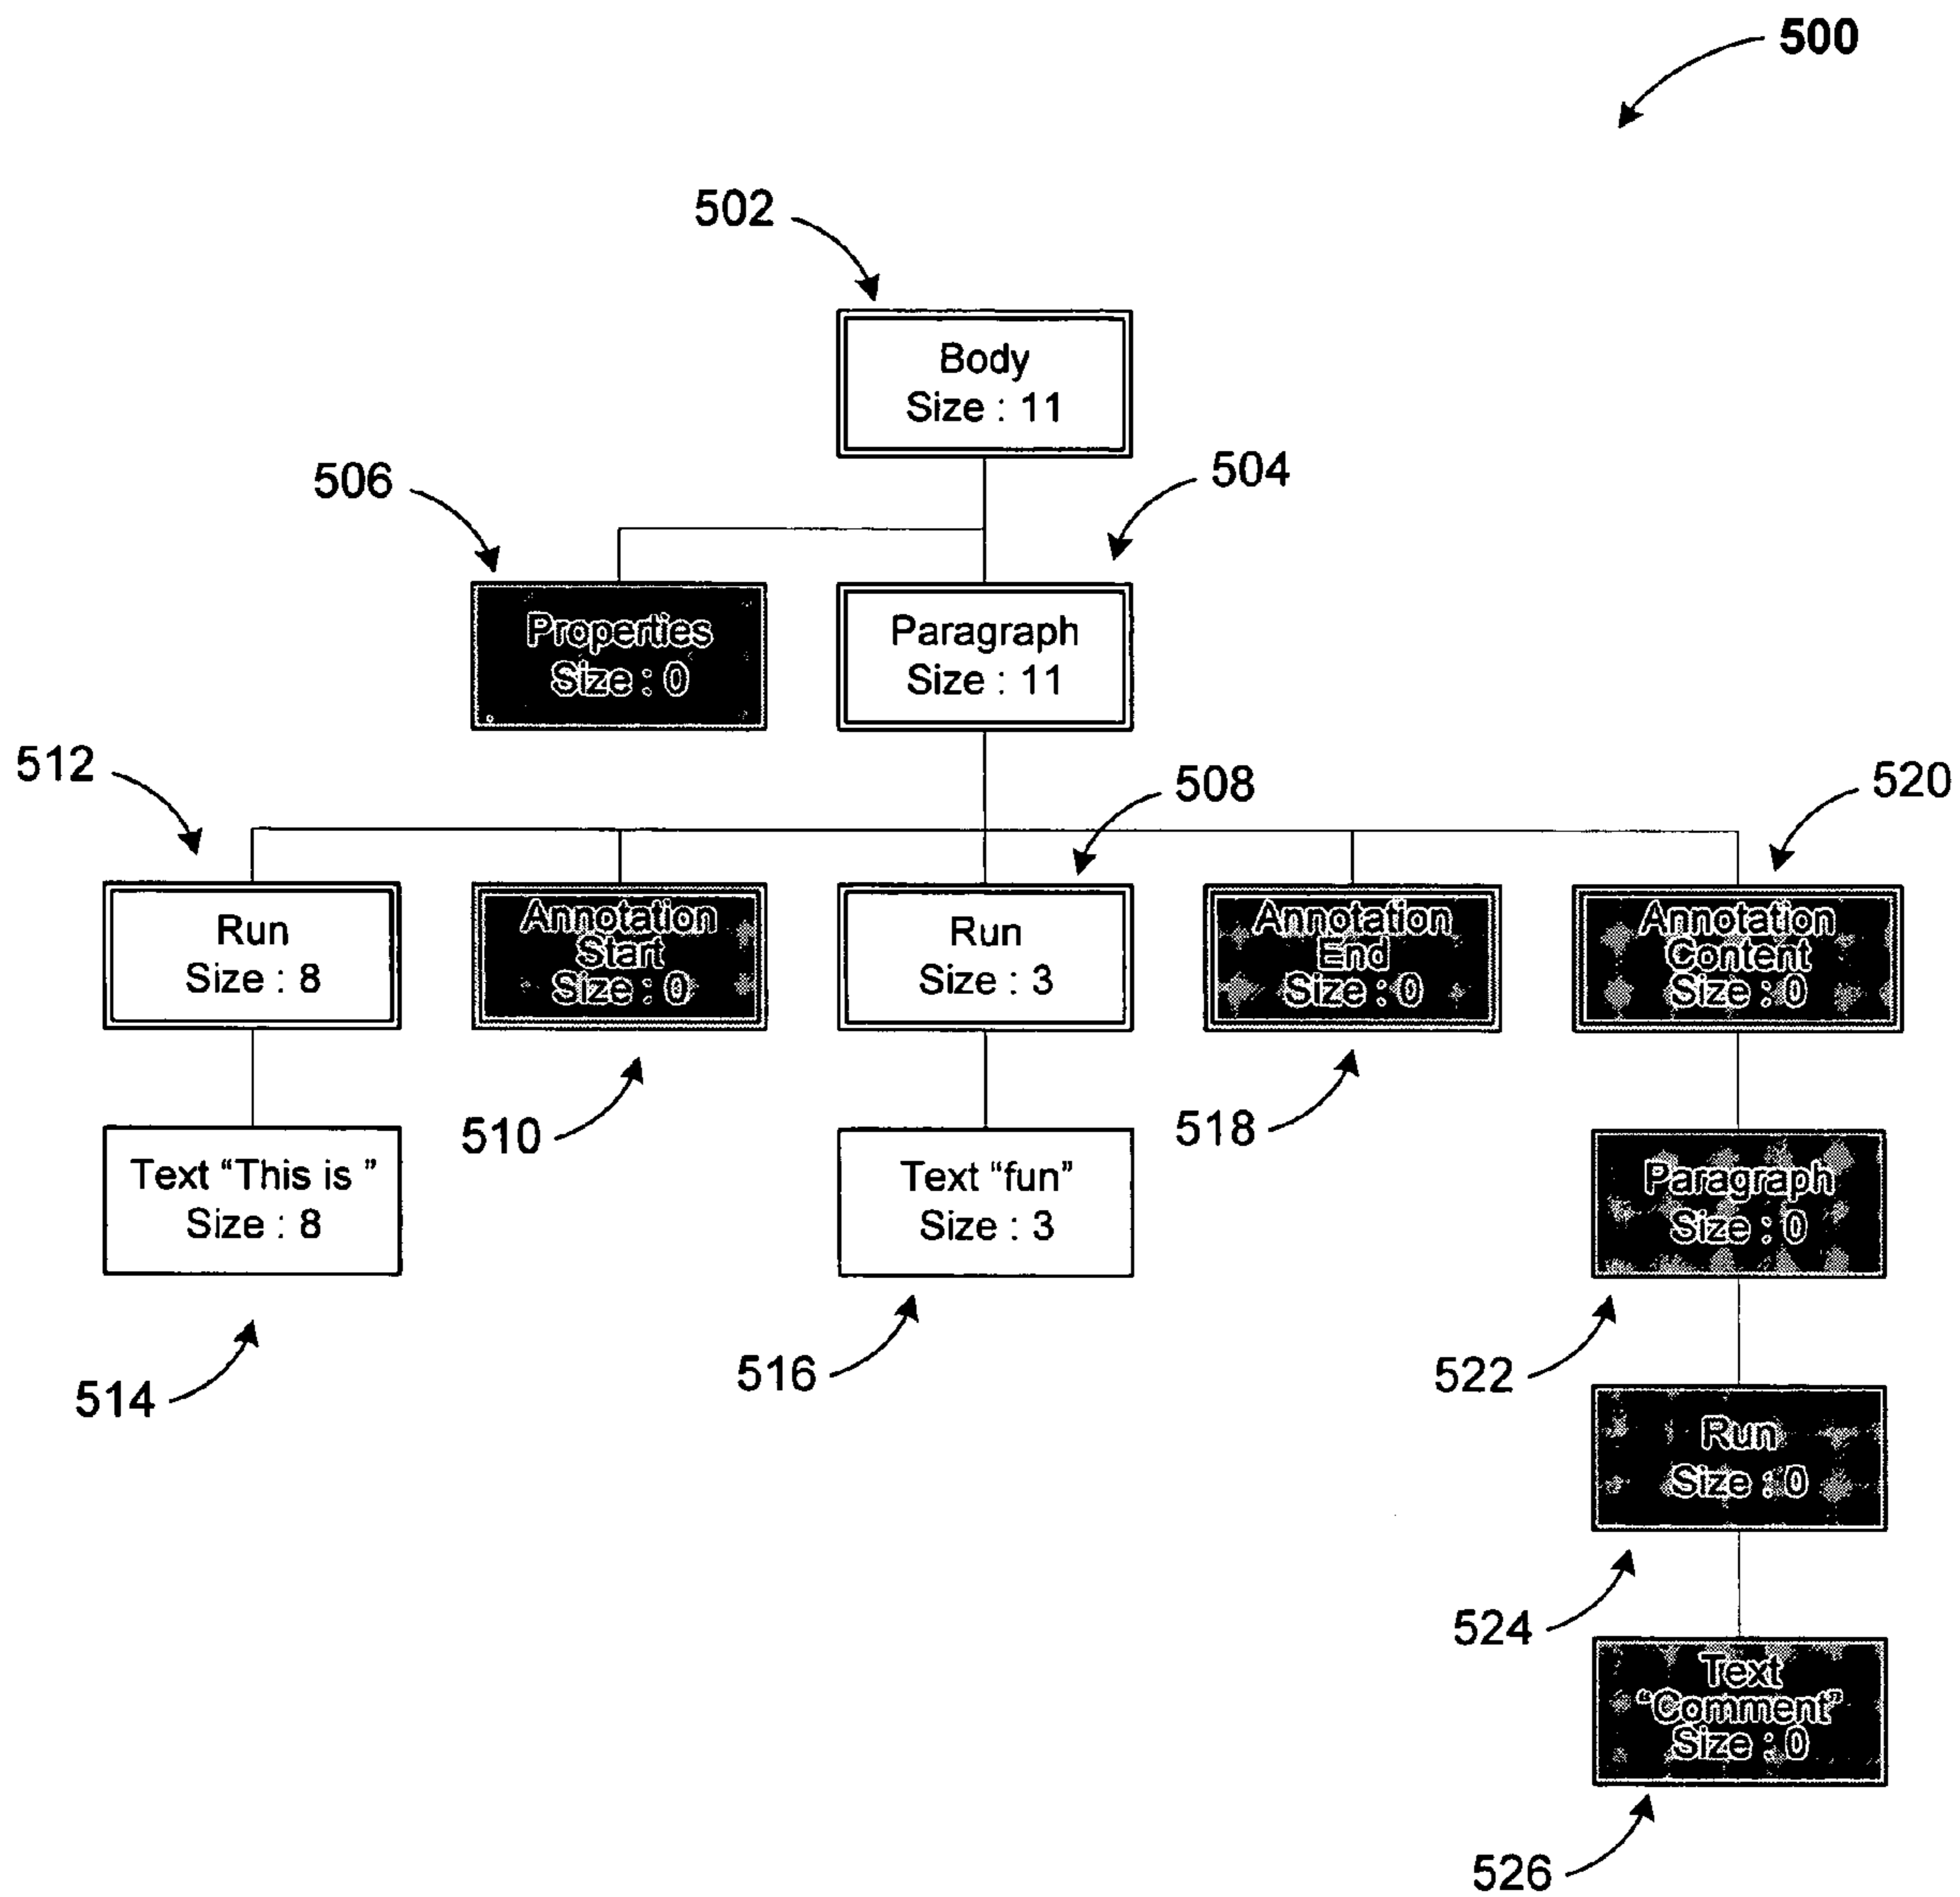 500
502
Body
Size : 11
506
504
Properties
Size : 0
Paragraph
Size : 11
512
508
520
Run
Size : 8
Annotation
Start
Size : 0
Run
Size : 3
Annotation
End
Size : 0
Annotation
Content
Size : 0
510
518
Text “This is ”
Size : 8
Text “fun”
Size : 3
Paragraph
Size : 0
514
516
522
Run
Size : 0
524
Text
“Comment”
Size : 0
526